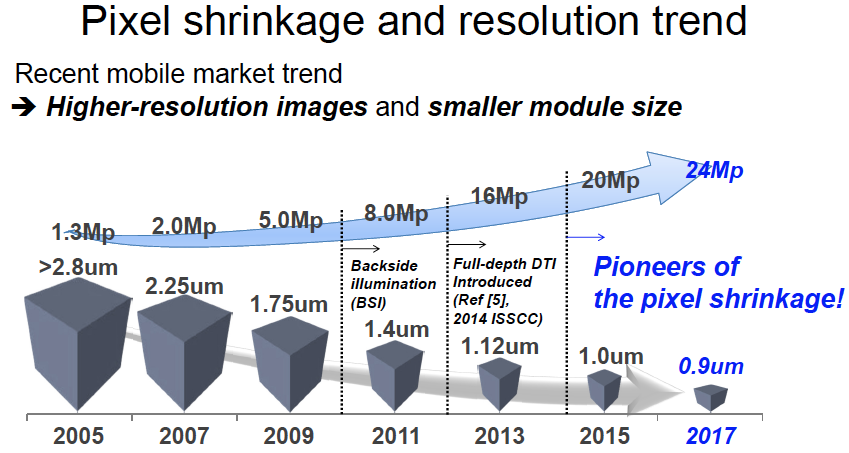 Pixel shrinkage and resolution trend
Recent mobile market trend
➔ Higher-resolution images and smaller module size
1.3Mp 2.0Mp 5.0Mp 8.0Mp 16Mp 20Mp 24Mp
>2.8um 2.25um 1.75um 1.4um 1.12um 1.0um 0.9um
Backside
illumination
(BSI)
Full-depth DTI
Introduced
(Ref [5],
2014 ISSCC)
Pioneers of
the pixel shrinkage!
2005 2007 2009 2011 2013 2015 2017